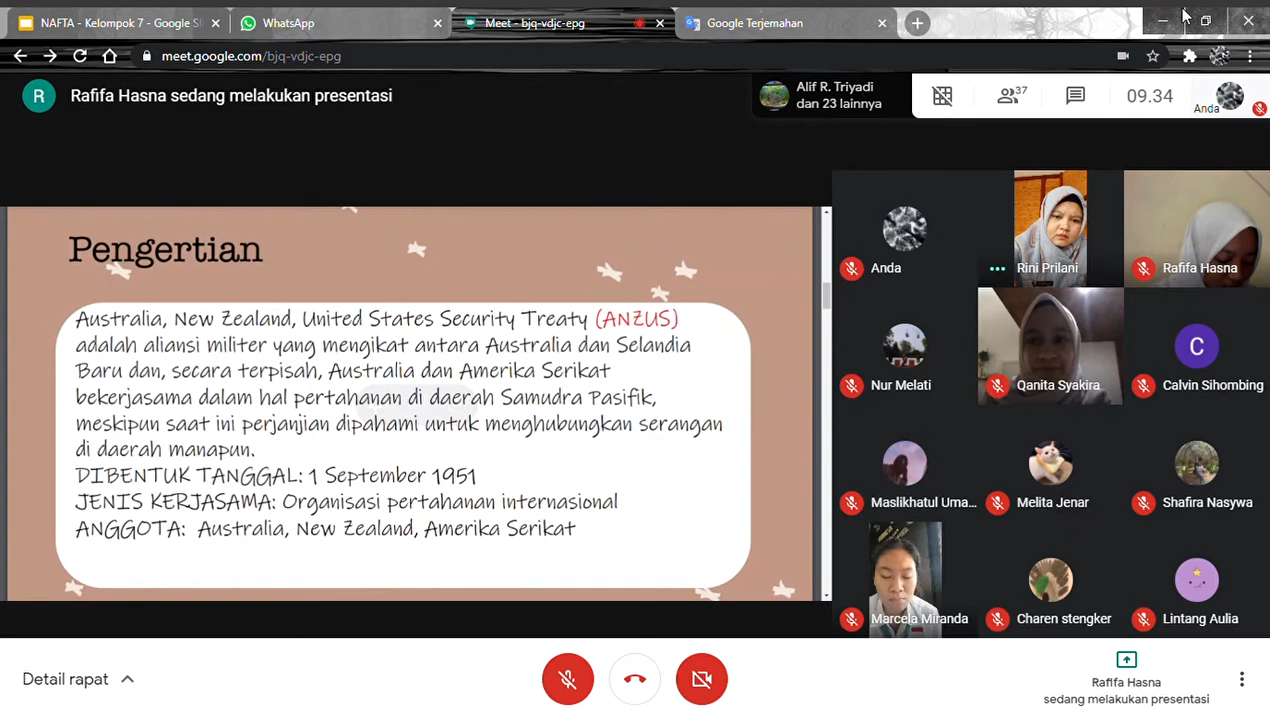 NAFTA - Kelompok 7 - Google Sl
WhatsApp
Meet - bjq-vdjc-epg
Google Terjemahan
meet.google.com/bjq-vdjc-epg
R
Rafifa Hasna sedang melakukan presentasi
Alif R. Triyadi
dan 23 lainnya
37
09.34
Anda
Pengertian
Australia, New Zealand, United States Security Treaty (ANZUS)
adalah aliansi militer yang mengikat antara Australia dan Selandia
Baru dan, secara terpisah, Australia dan Amerika Serikat
bekerjasama dalam hal pertahanan di daerah Samudra Pasifik,
meskipun saat ini perjanjian dipahami untuk menghubungkan serangan
di daerah manapun.
DIBENTUK TANGGAL: 1 September 1951
JENIS KERJASAMA: Organisasi pertahanan internasional
ANGGOTA: Australia, New Zealand, Amerika Serikat
Anda
Rini Prilani
Rafifa Hasna
Nur Melati
Qanita Syakira
C
Calvin Sihombing
Maslikhatul Uma...
Melita Jenar
Shafira Nasywa
Marcela Miranda
Charen stengker
Lintang Aulia
Detail rapat
Rafifa Hasna
sedang melakukan presentasi